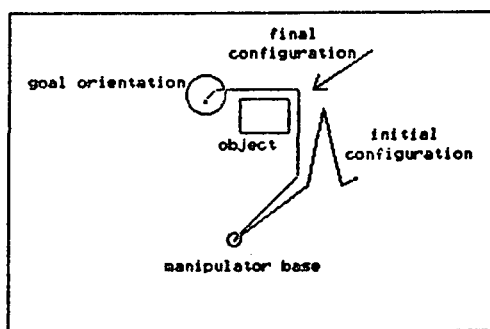 final
configuration
goal orientation
object
initial
configuration
manipulator base